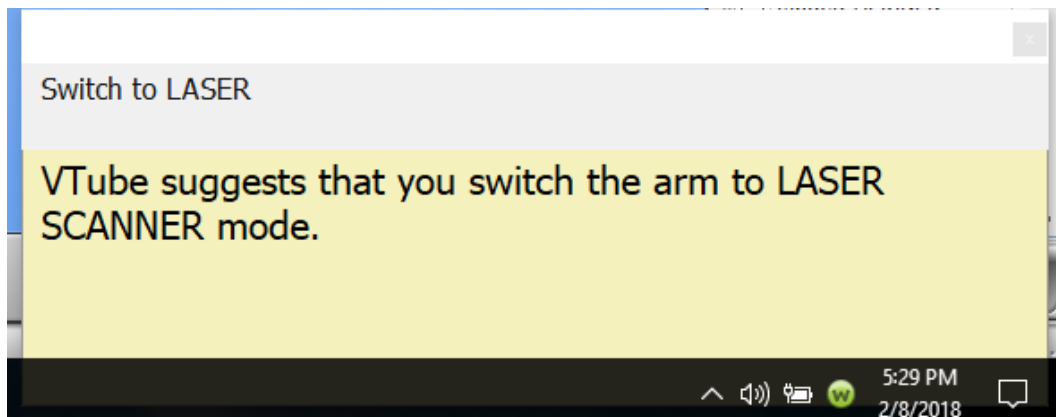 x
Switch to LASER
VTube suggests that you switch the arm to LASER
SCANNER mode.
w
5:29 PM
2/8/2018